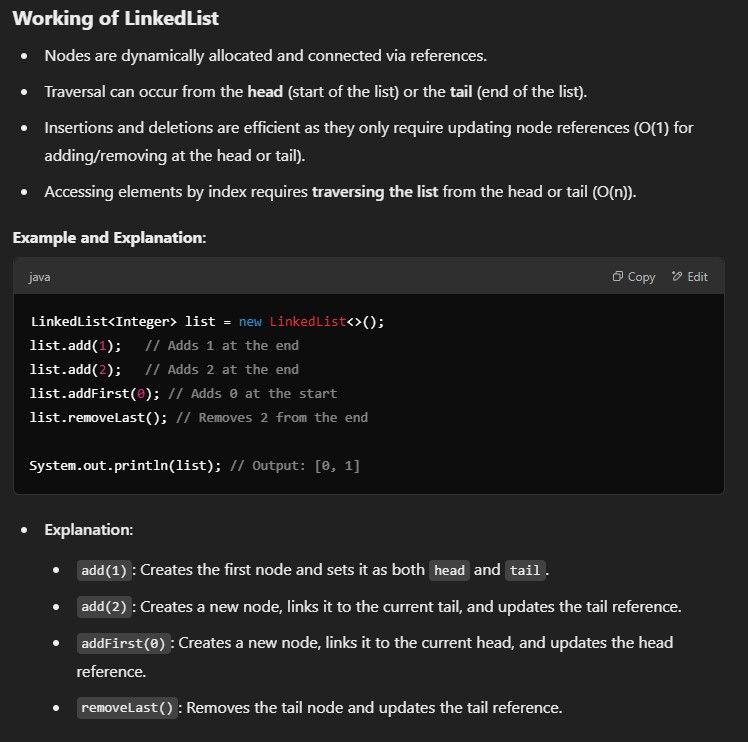 Working of LinkedList
• Nodes are dynamically allocated and connected via references.
• Traversal can occur from the head (start of the list) or the tail (end of the list).
• Insertions and deletions are efficient as they only require updating node references (O(1) for
adding/removing at the head or tail).
• Accessing elements by index requires traversing the list from the head or tail (O(n)).
Example and Explanation:
java Copy Edit
LinkedList<Integer> list = new LinkedList<>();
list.add(1);   // Adds 1 at the end
list.add(2);   // Adds 2 at the end
list.addFirst(0); // Adds 0 at the start
list.removeLast(); // Removes 2 from the end
System.out.println(list); // Output: [0, 1]
• Explanation:
• add(1): Creates the first node and sets it as both head and tail.
• add(2): Creates a new node, links it to the current tail, and updates the tail reference.
• addFirst(0): Creates a new node, links it to the current head, and updates the head
reference.
• removeLast(): Removes the tail node and updates the tail reference.